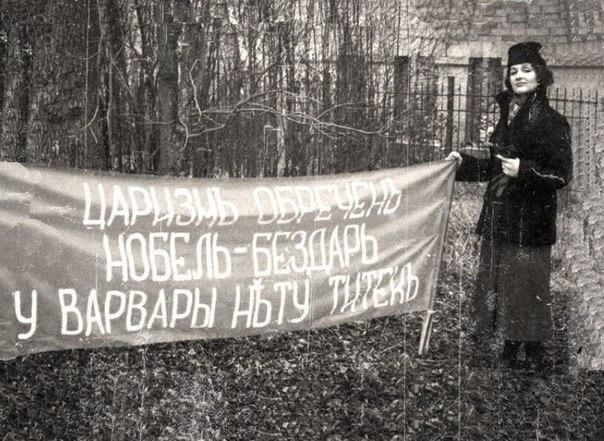 ЦАРИЗМЪ ОБРЕЧЕНЪ
НОБЕЛЬ-БЕЗДАРЬ
У ВАРВАРЫ НѢТУ ТИТЕКЪ